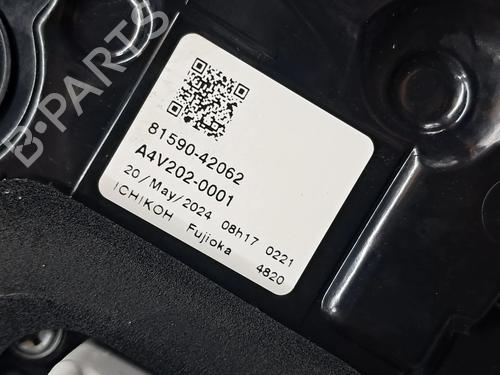 B-PARTS
81590-42062
A4V202-0001
20/May/2024 08h17 0221
ICHIKOH Fujioka 4820